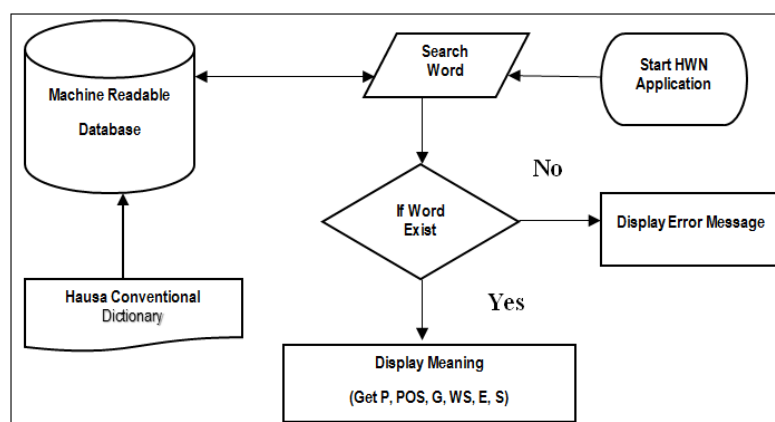 Machine Readable
Database
Search
Word
Start HWN
Application
If Word
Exist
No
Display Error Message
Hausa Conventional
Dictionary
Yes
Display Meaning
(Get P, POS, G, WS, E, S)